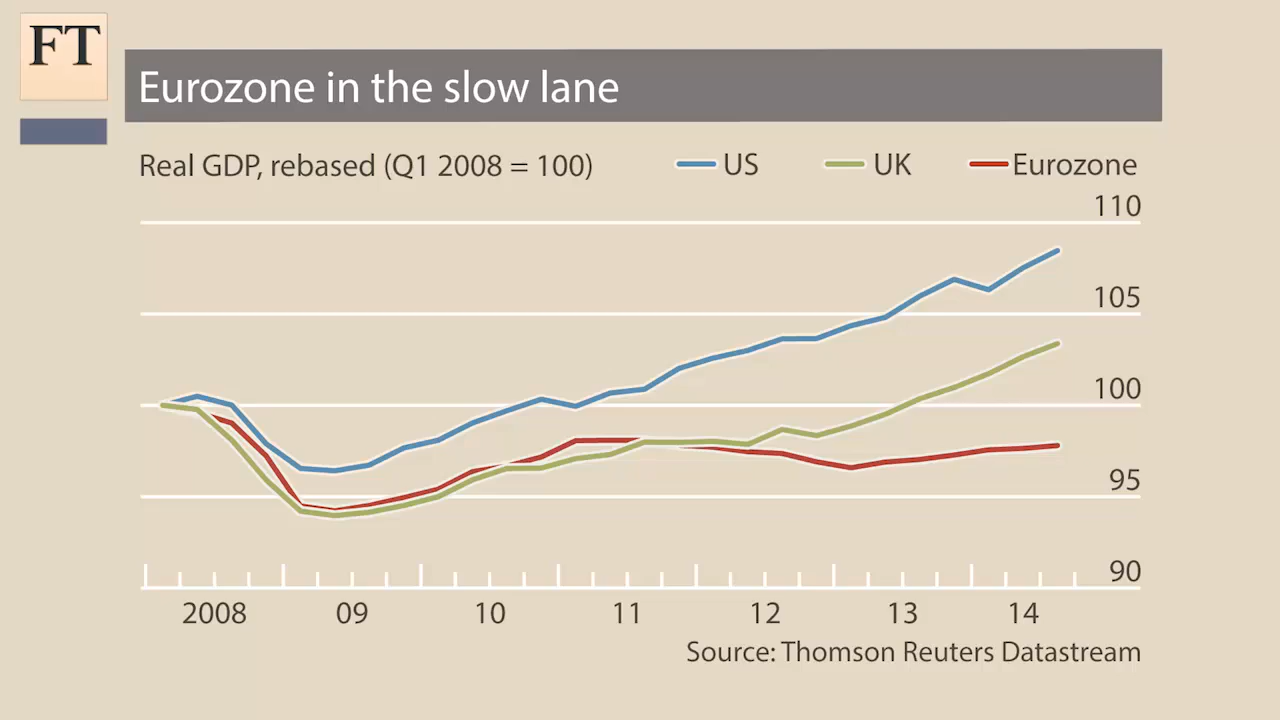 FT
Eurozone in the slow lane
Real GDP, rebased (Q1 2008 = 100) US UK Eurozone
110
105
100
95
90
2008 09 10 11 12 13 14
Source: Thomson Reuters Datastream